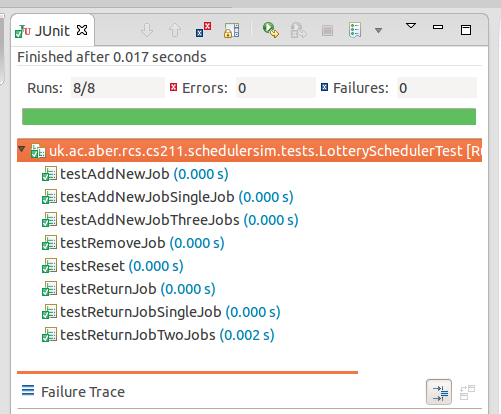 JUnit
Finished after 0.017 seconds
Runs: 8/8 Errors: 0 Failures: 0
uk.ac.aber.rcs.cs211.schedulersim.tests.LotterySchedulerTest [Ru
testAddNewJob (0.000 s)
testAddNewJobSingleJob (0.000 s)
testAddNewJobThreeJobs (0.000 s)
testRemoveJob (0.000 s)
testReset (0.000 s)
testReturnJob (0.000 s)
testReturnJobSingleJob (0.000 s)
testReturnJobTwoJobs (0.002 s)
Failure Trace